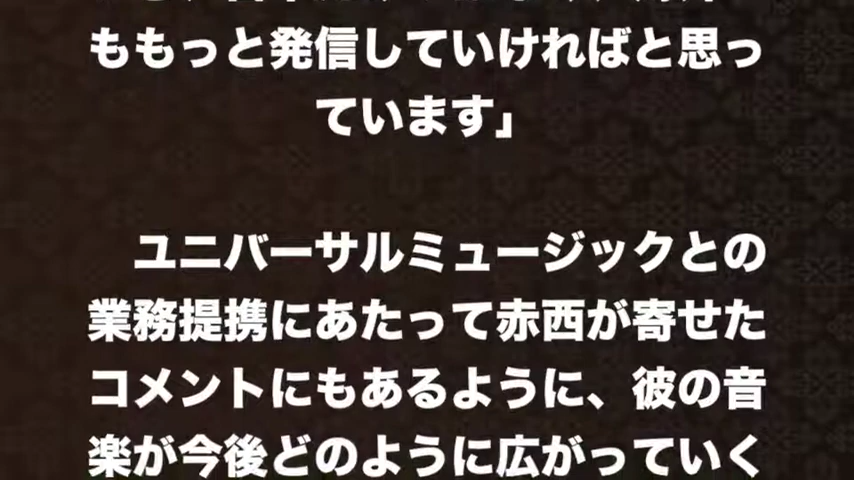 ももっと発信していければと思っ
ています」
ユニバーサルミュージックとの
業務提携にあたって赤西が寄せた
コメントにもあるように、彼の音
楽が今後どのように広がっていく